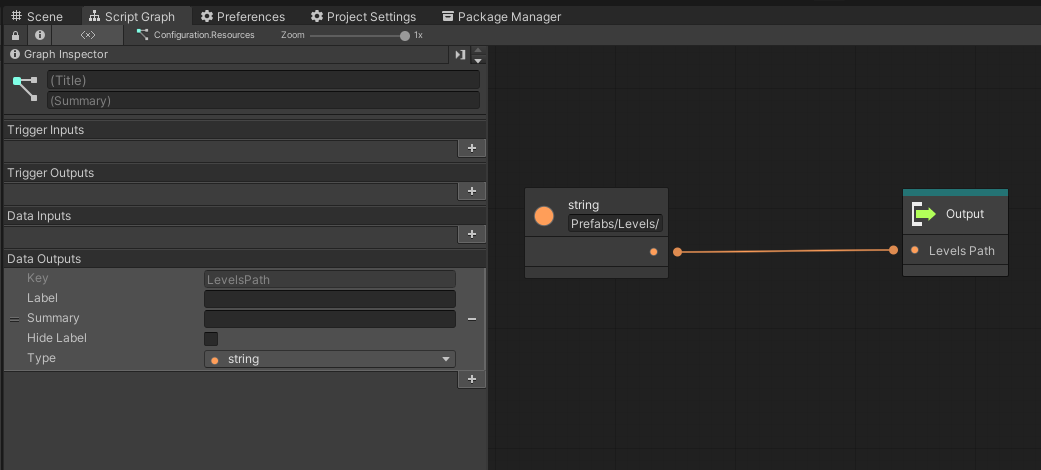 Scene Script Graph Preferences Project Settings Package Manager
<x> Configuration.Resources Zoom 1x
Graph Inspector
(Title)
(Summary)
Trigger Inputs
+
Trigger Outputs
+
Data Inputs
+
Data Outputs
Key LevelsPath
Label
Summary −
Hide Label
Type string
+
string
Prefabs/Levels/
Output
Levels Path